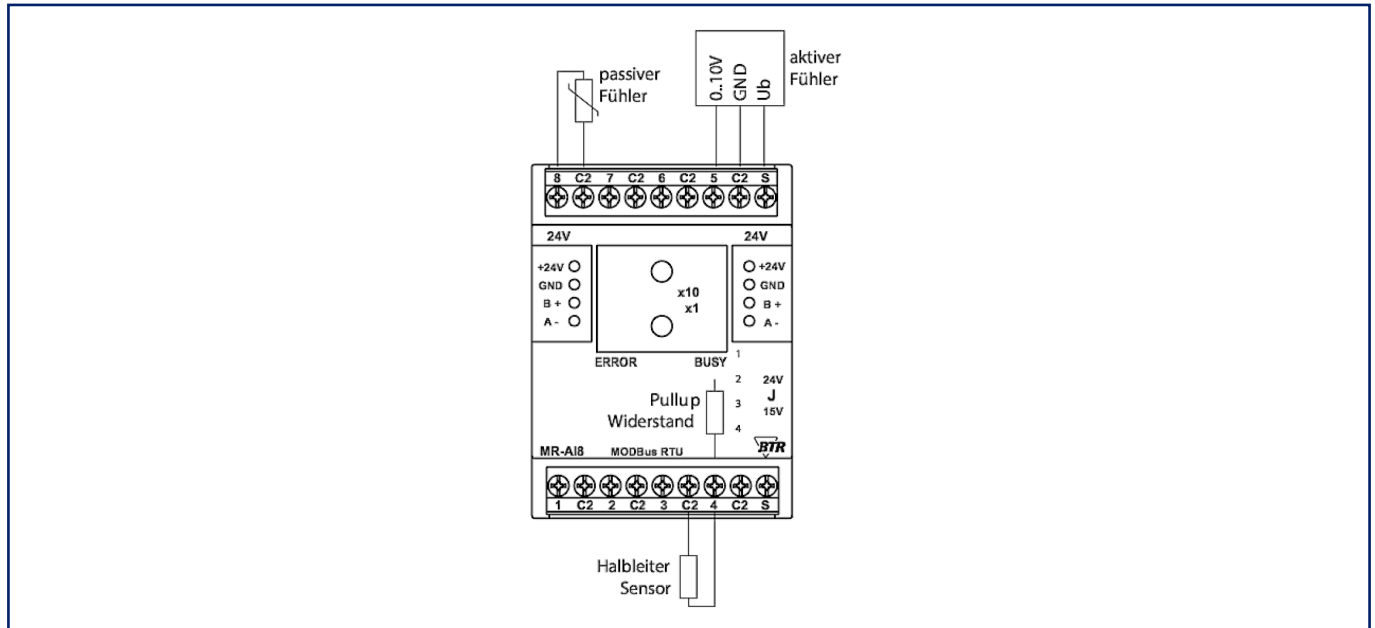 passiver
Fühler
0..10V
GND
Ub
aktiver
Fühler
8 C2 7 C2 6 C2 5 C2 S
24V 24V
+24V +24V
GND GND
B + B +
A - A -
x10
x1
ERROR BUSY
1
2
3
4
24V
J
15V
Pullup
Widerstand
MR-AI8 MODBus RTU BTR
1 C2 2 C2 3 C2 4 C2 S
Halbleiter
Sensor